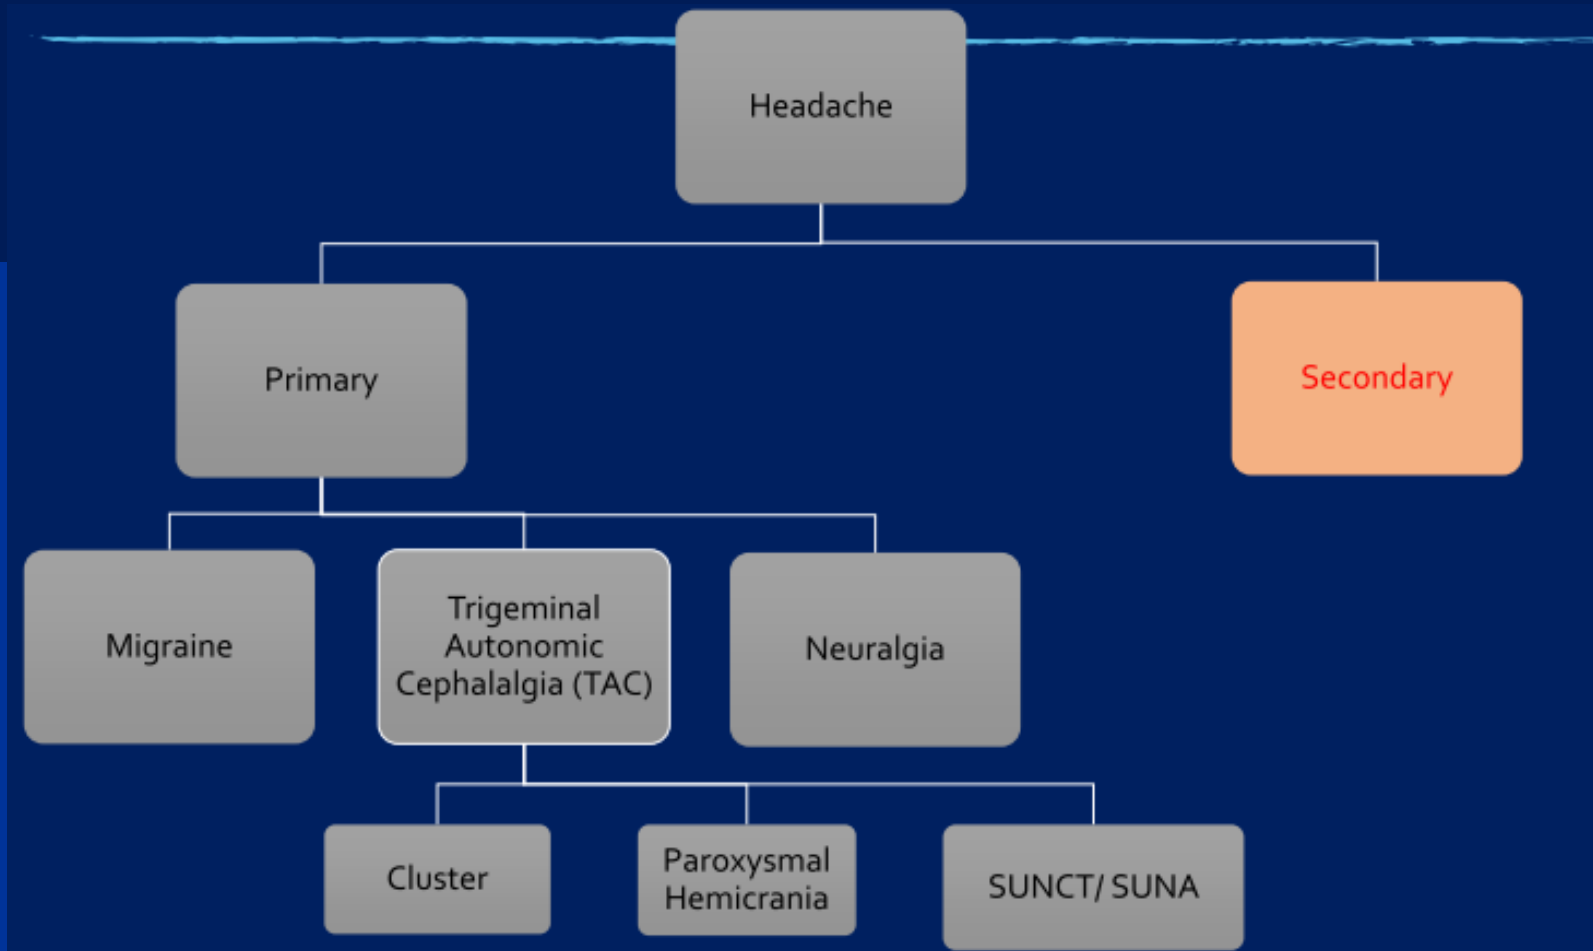 Headache
Primary
Secondary
Migraine
Trigeminal
Autonomic
Cephalalgia (TAC)
Neuralgia
Cluster
Paroxysmal
Hemicrania
SUNCT/ SUNA